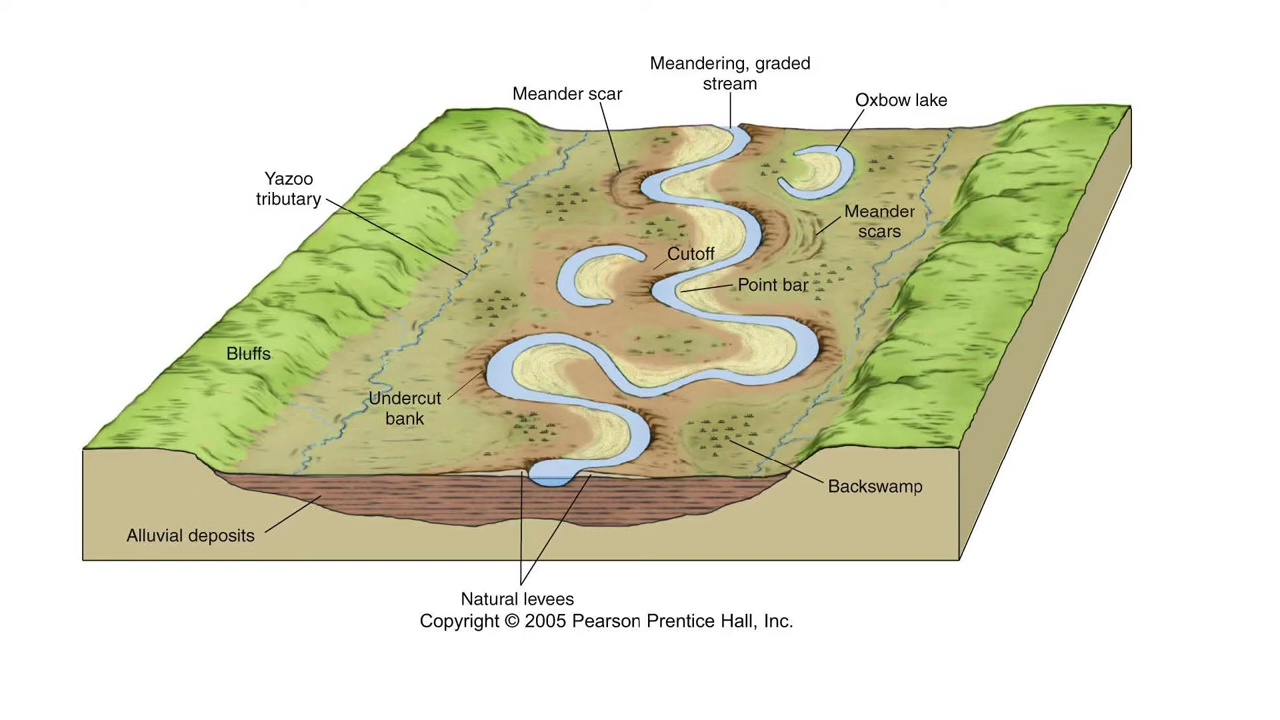 Meandering, graded
stream
Meander scar
Oxbow lake
Yazoo
tributary
Meander
scars
Cutoff
Point bar
Bluffs
Undercut
bank
Backswamp
Alluvial deposits
Natural levees
Copyright © 2005 Pearson Prentice Hall, Inc.